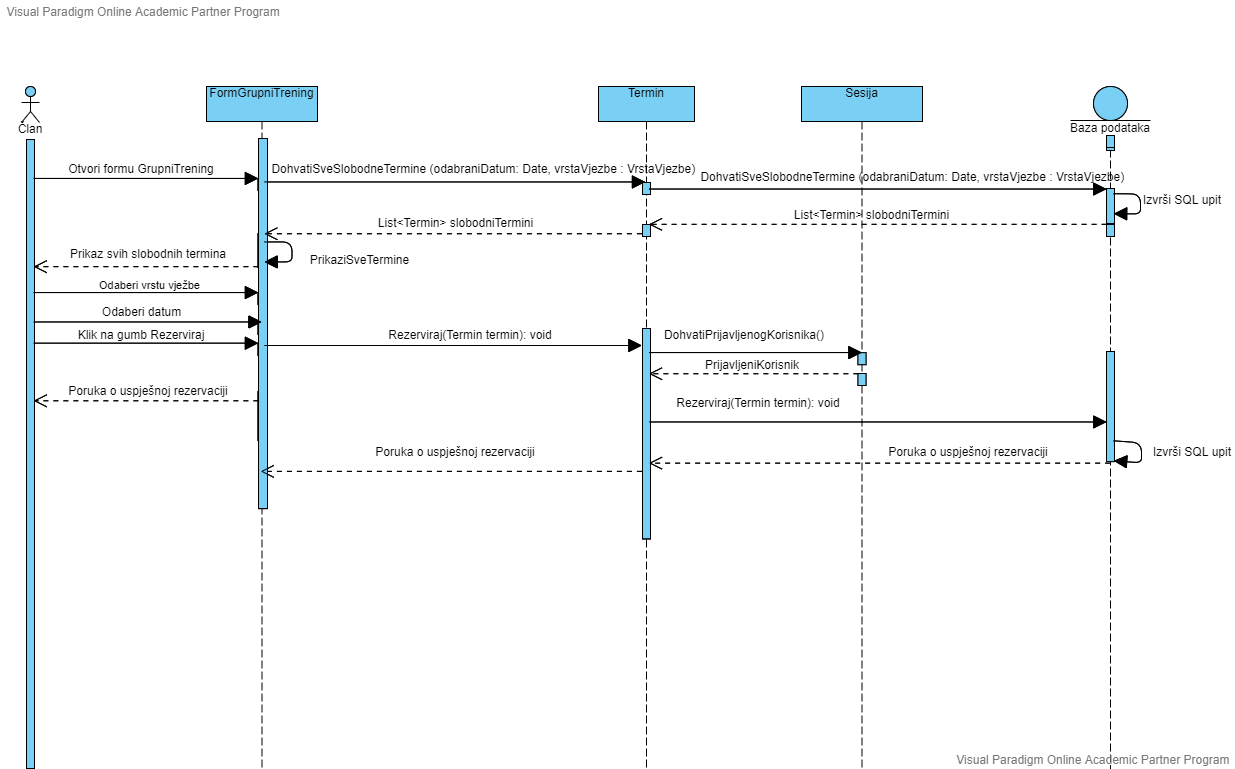 Visual Paradigm Online Academic Partner Program
FormGrupniTrening
Termin
Sesija
Član
Baza podataka
Otvori formu GrupniTrening
DohvatiSveSlobodneTermine (odabraniDatum: Date, vrstaVjezbe : VrstaVjezbe)
DohvatiSveSlobodneTermine (odabraniDatum: Date, vrstaVjezbe : VrstaVjezbe)
Izvrši SQL upit
List<Termin> slobodniTermini
List<Termin> slobodniTermini
Prikaz svih slobodnih termina
PrikaziSveTermine
Odaberi vrstu vježbe
Odaberi datum
Klik na gumb Rezerviraj
Rezerviraj(Termin termin): void
DohvatiPrijavljenogKorisnika()
PrijavljeniKorisnik
Poruka o uspješnoj rezervaciji
Rezerviraj(Termin termin): void
Poruka o uspješnoj rezervaciji
Poruka o uspješnoj rezervaciji
Izvrši SQL upit
Visual Paradigm Online Academic Partner Program